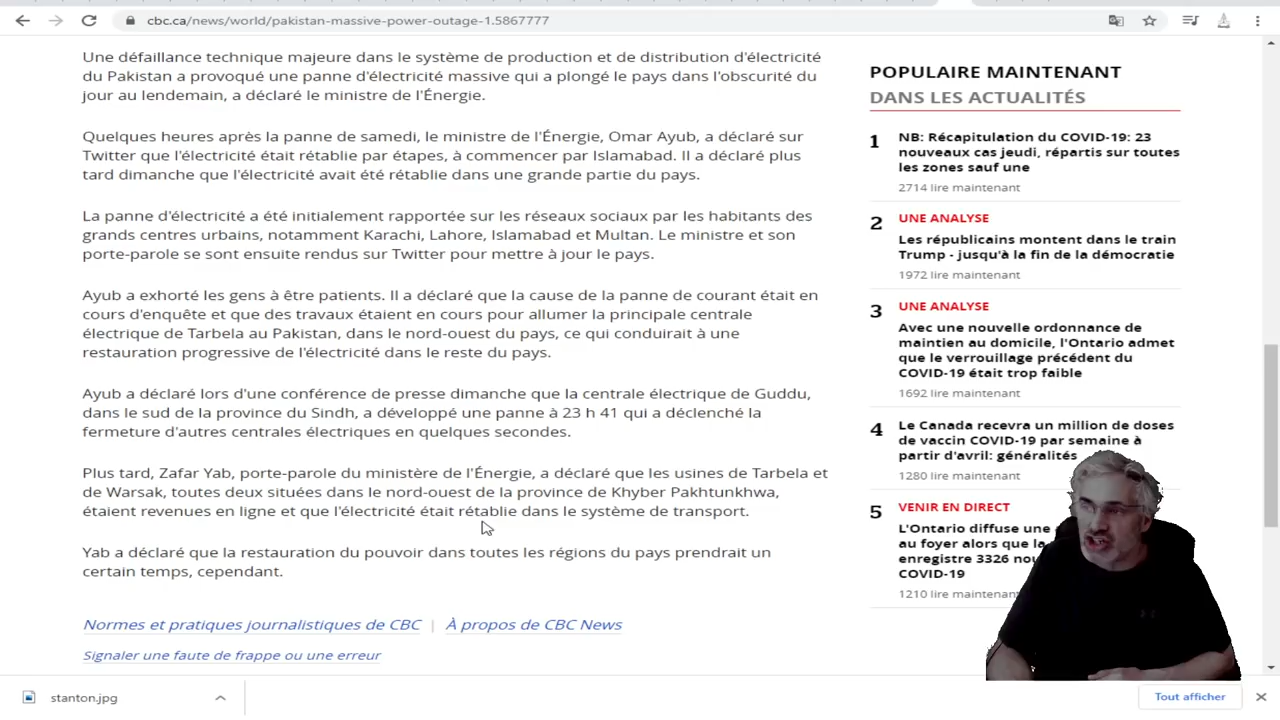 cbc.ca/news/world/pakistan-massive-power-outage-1.5867777
Une défaillance technique majeure dans le système de production et de distribution d'électricité
du Pakistan a provoqué une panne d'électricité massive qui a plongé le pays dans l'obscurité du
jour au lendemain, a déclaré le ministre de l'Énergie.
Quelques heures après la panne de samedi, le ministre de l'Énergie, Omar Ayub, a déclaré sur
Twitter que l'électricité était rétablie par étapes, à commencer par Islamabad. Il a déclaré plus
tard dimanche que l'électricité avait été rétablie dans une grande partie du pays.
La panne d'électricité a été initialement rapportée sur les réseaux sociaux par les habitants des
grands centres urbains, notamment Karachi, Lahore, Islamabad et Multan. Le ministre et son
porte-parole se sont ensuite rendus sur Twitter pour mettre à jour le pays.
Ayub a exhorté les gens à être patients. Il a déclaré que la cause de la panne de courant était en
cours d'enquête et que des travaux étaient en cours pour allumer la principale centrale
électrique de Tarbela au Pakistan, dans le nord-ouest du pays, ce qui conduirait à une
restauration progressive de l'électricité dans le reste du pays.
Ayub a déclaré lors d'une conférence de presse dimanche que la centrale électrique de Guddu,
dans le sud de la province du Sindh, a développé une panne à 23 h 41 qui a déclenché la
fermeture d'autres centrales électriques en quelques secondes.
Plus tard, Zafar Yab, porte-parole du ministère de l'Énergie, a déclaré que les usines de Tarbela et
de Warsak, toutes deux situées dans le nord-ouest de la province de Khyber Pakhtunkhwa,
étaient revenues en ligne et que l'électricité était rétablie dans le système de transport.
Yab a déclaré que la restauration du pouvoir dans toutes les régions du pays prendrait un
certain temps, cependant.
Normes et pratiques journalistiques de CBC | À propos de CBC News
Signaler une faute de frappe ou une erreur
POPULAIRE MAINTENANT
DANS LES ACTUALITÉS
1 NB: Récapitulation du COVID-19: 23
nouveaux cas jeudi, répartis sur toutes
les zones sauf une
2714 lire maintenant
2 UNE ANALYSE
Les républicains montent dans le train
Trump - jusqu'à la fin de la démocratie
1972 lire maintenant
3 UNE ANALYSE
Avec une nouvelle ordonnance de
maintien au domicile, l'Ontario admet
que le verrouillage précédent du
COVID-19 était trop faible
1692 lire maintenant
4 Le Canada recevra un million de doses
de vaccin COVID-19 par semaine à
partir d'avril: généralités
1280 lire maintenant
5 VENIR EN DIRECT
L'Ontario diffuse une
au foyer alors que la
enregistre 3326
COVID-19
1210 lire maintenant
stanton.jpg
Tout afficher